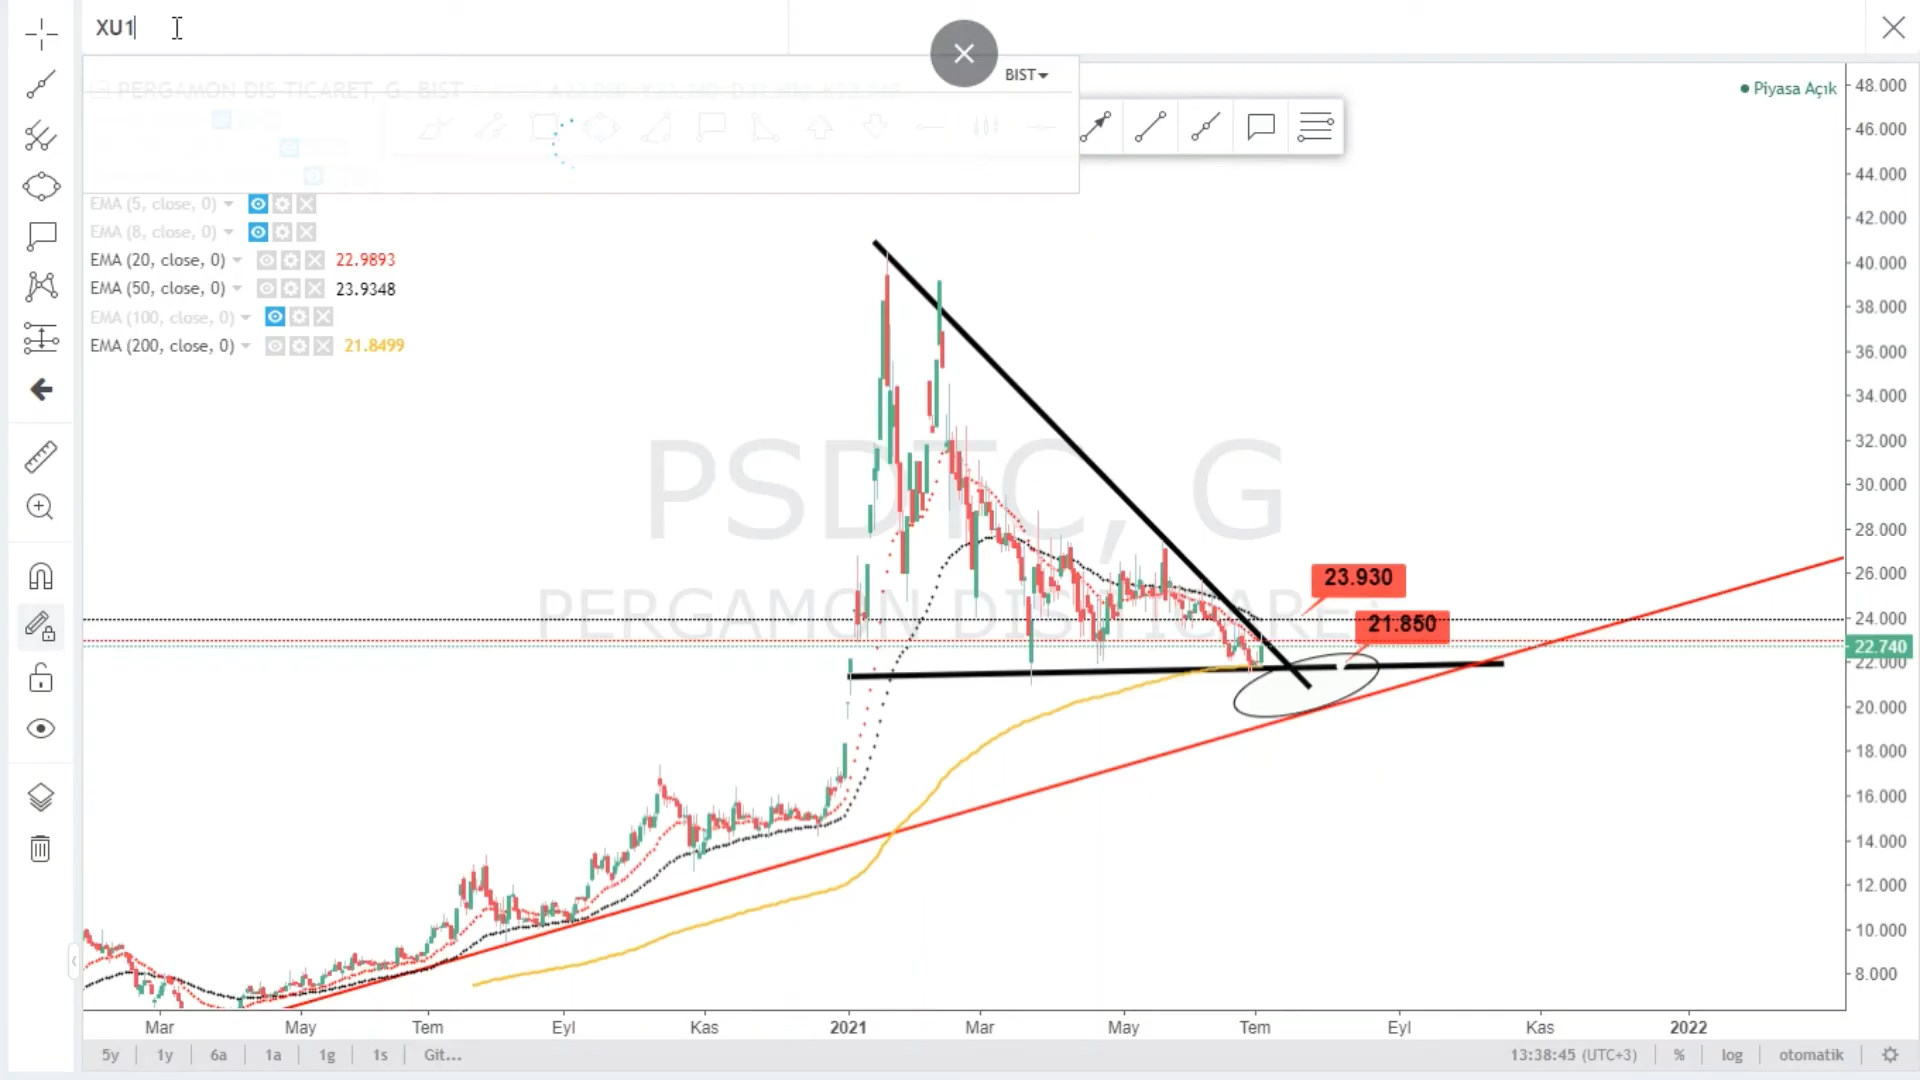 XU1
BIST
PERGAMON DIS TICARET, G, BIST
Piyasa Açık
EMA (5, close, 0)
EMA (8, close, 0)
EMA (20, close, 0) 22.9893
EMA (50, close, 0) 23.9348
EMA (100, close, 0)
EMA (200, close, 0) 21.8499
PSDTC, G
PERGAMON DIS TICARET
23.930
21.850
48.000
46.000
44.000
42.000
40.000
38.000
36.000
34.000
32.000
30.000
28.000
26.000
24.000
22.740
22.000
20.000
18.000
16.000
14.000
12.000
10.000
8.000
Mar May Tem Eyl Kas 2021 Mar May Tem Eyl Kas 2022
5y 1y 6a 1a 1g 1s Git... 13:38:45 (UTC+3) % log otomatik